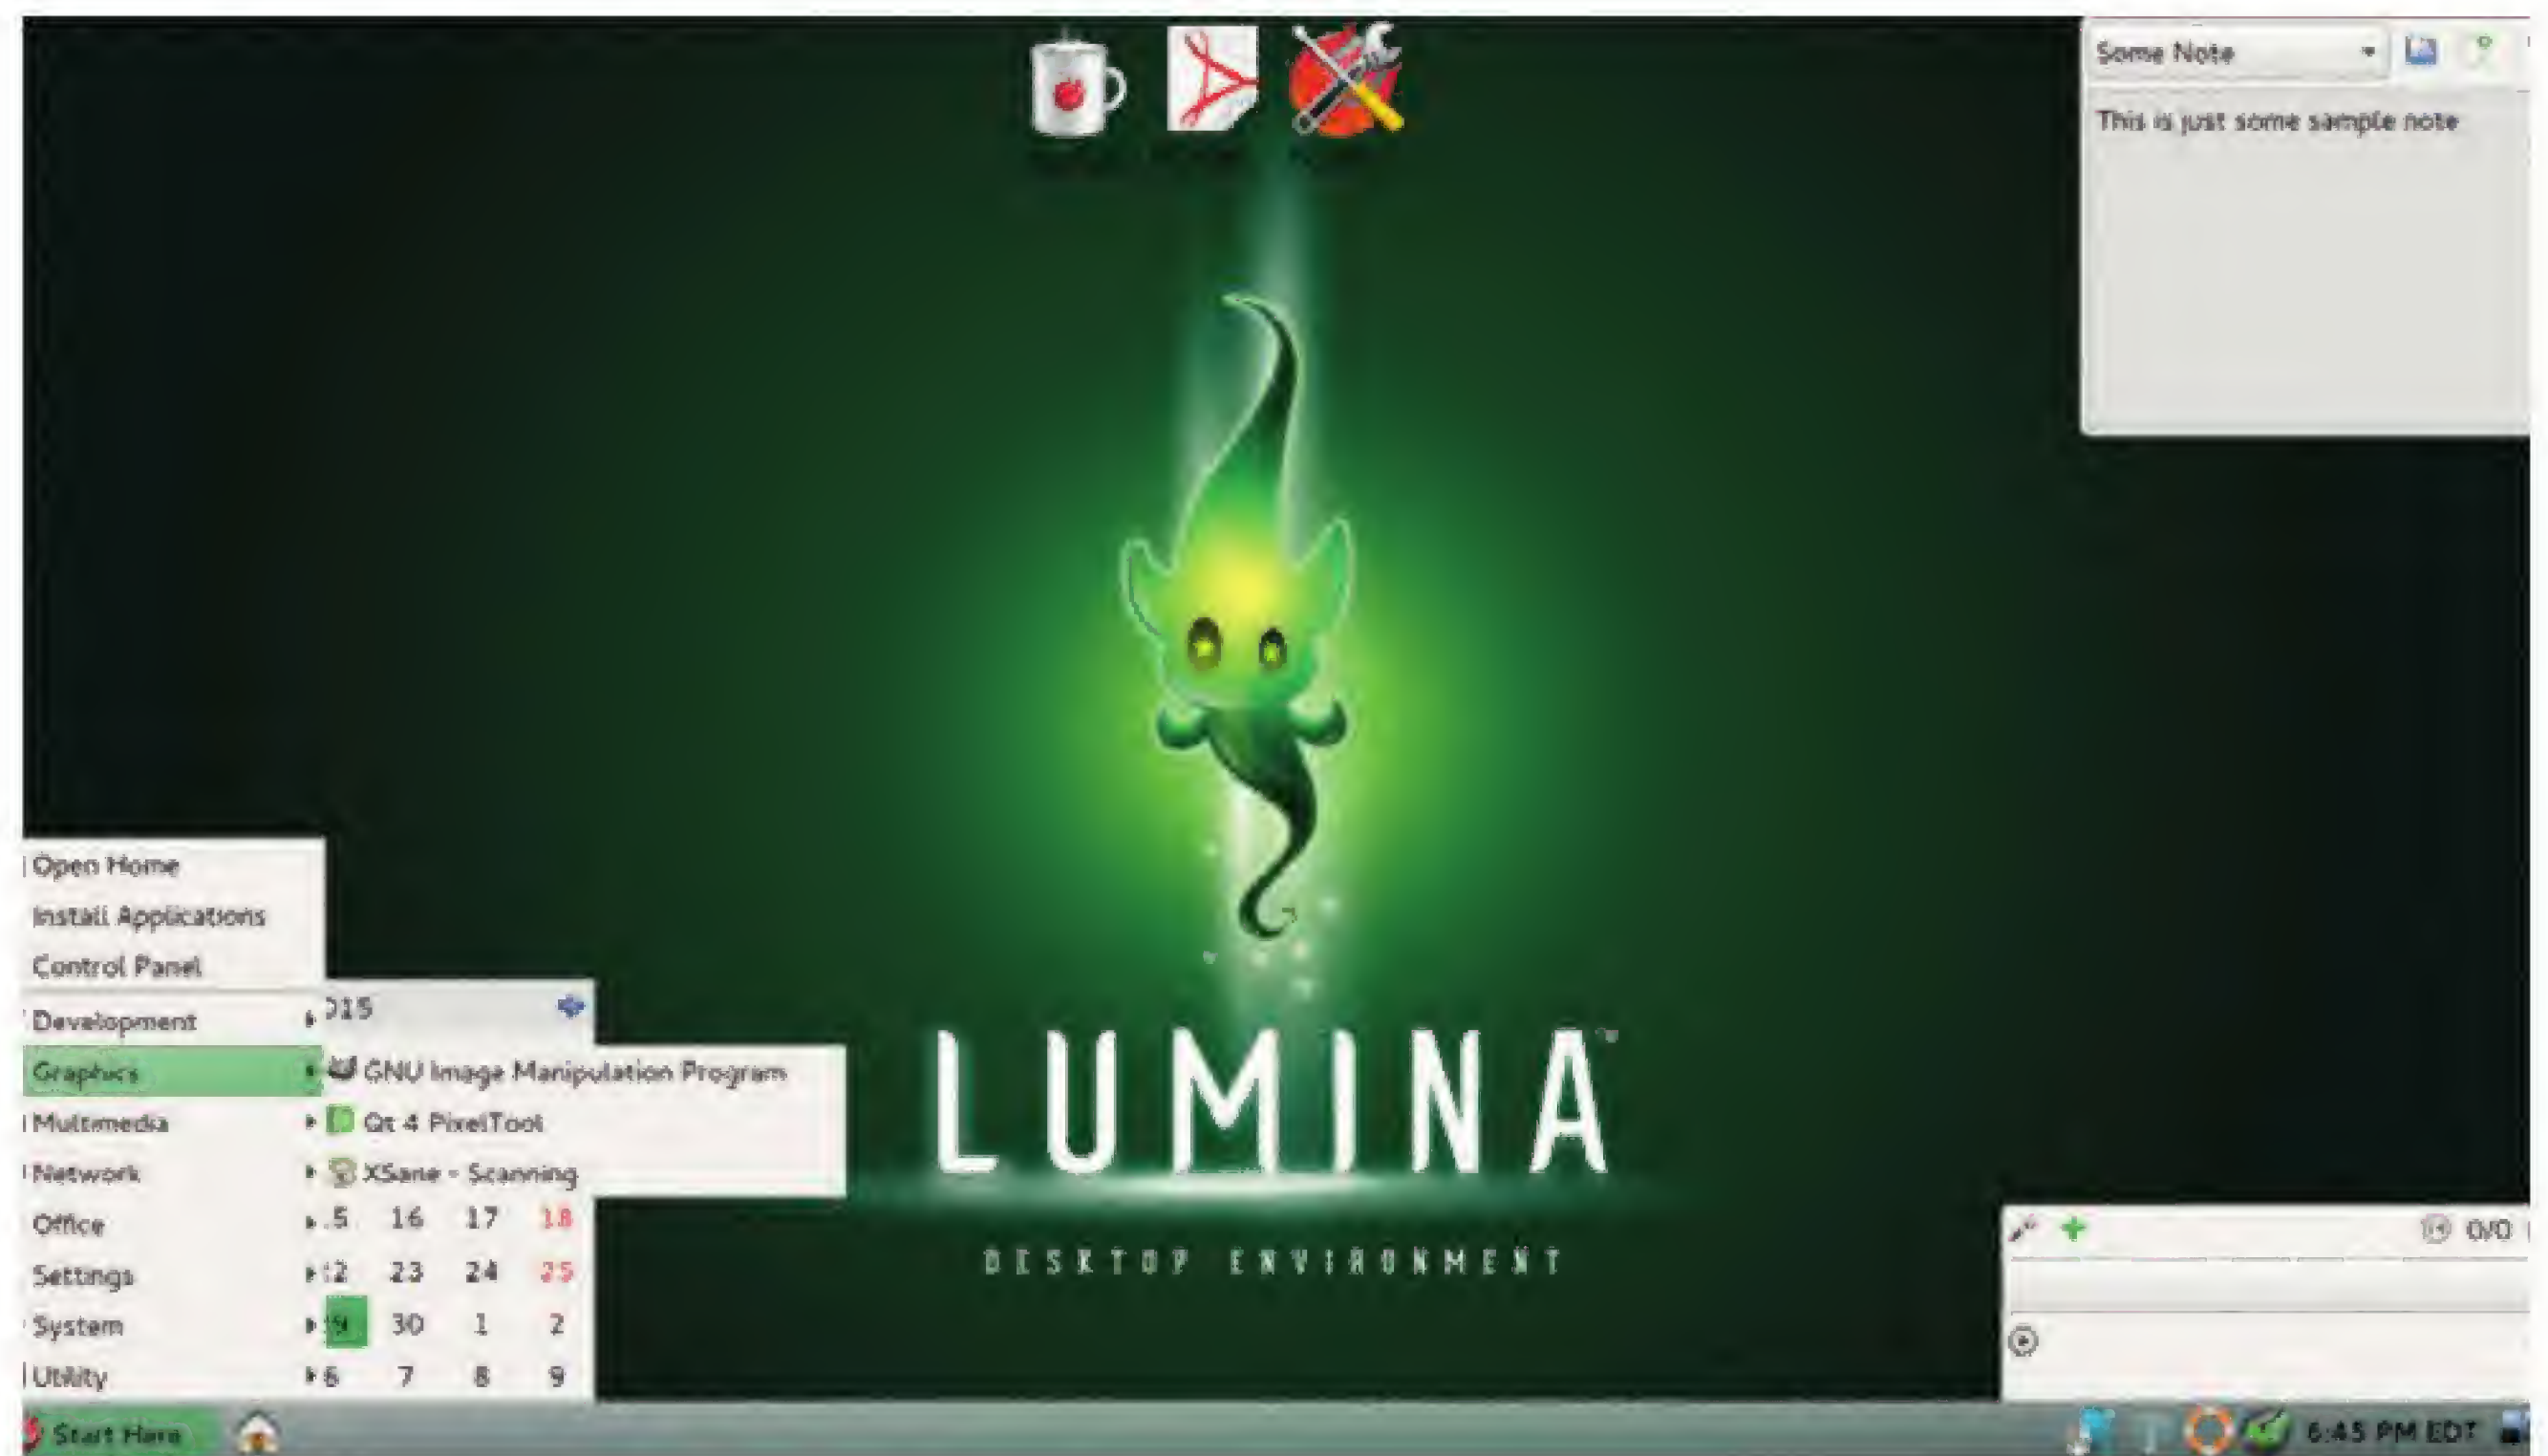 Some Note
This is just some sample note
Open Home
Install Applications
Control Panel
Development
Graphics
Multimedia
Network
Office
Settings
System
Utility
GNU Image Manipulation Program
Qt 4 PixelTool
XSane - Scanning
16 17 18
23 24 25
30 1 2
6 7 8 9
LUMINA
DESKTOP ENVIRONMENT
0/0
Start Here
6:45 PM EDT